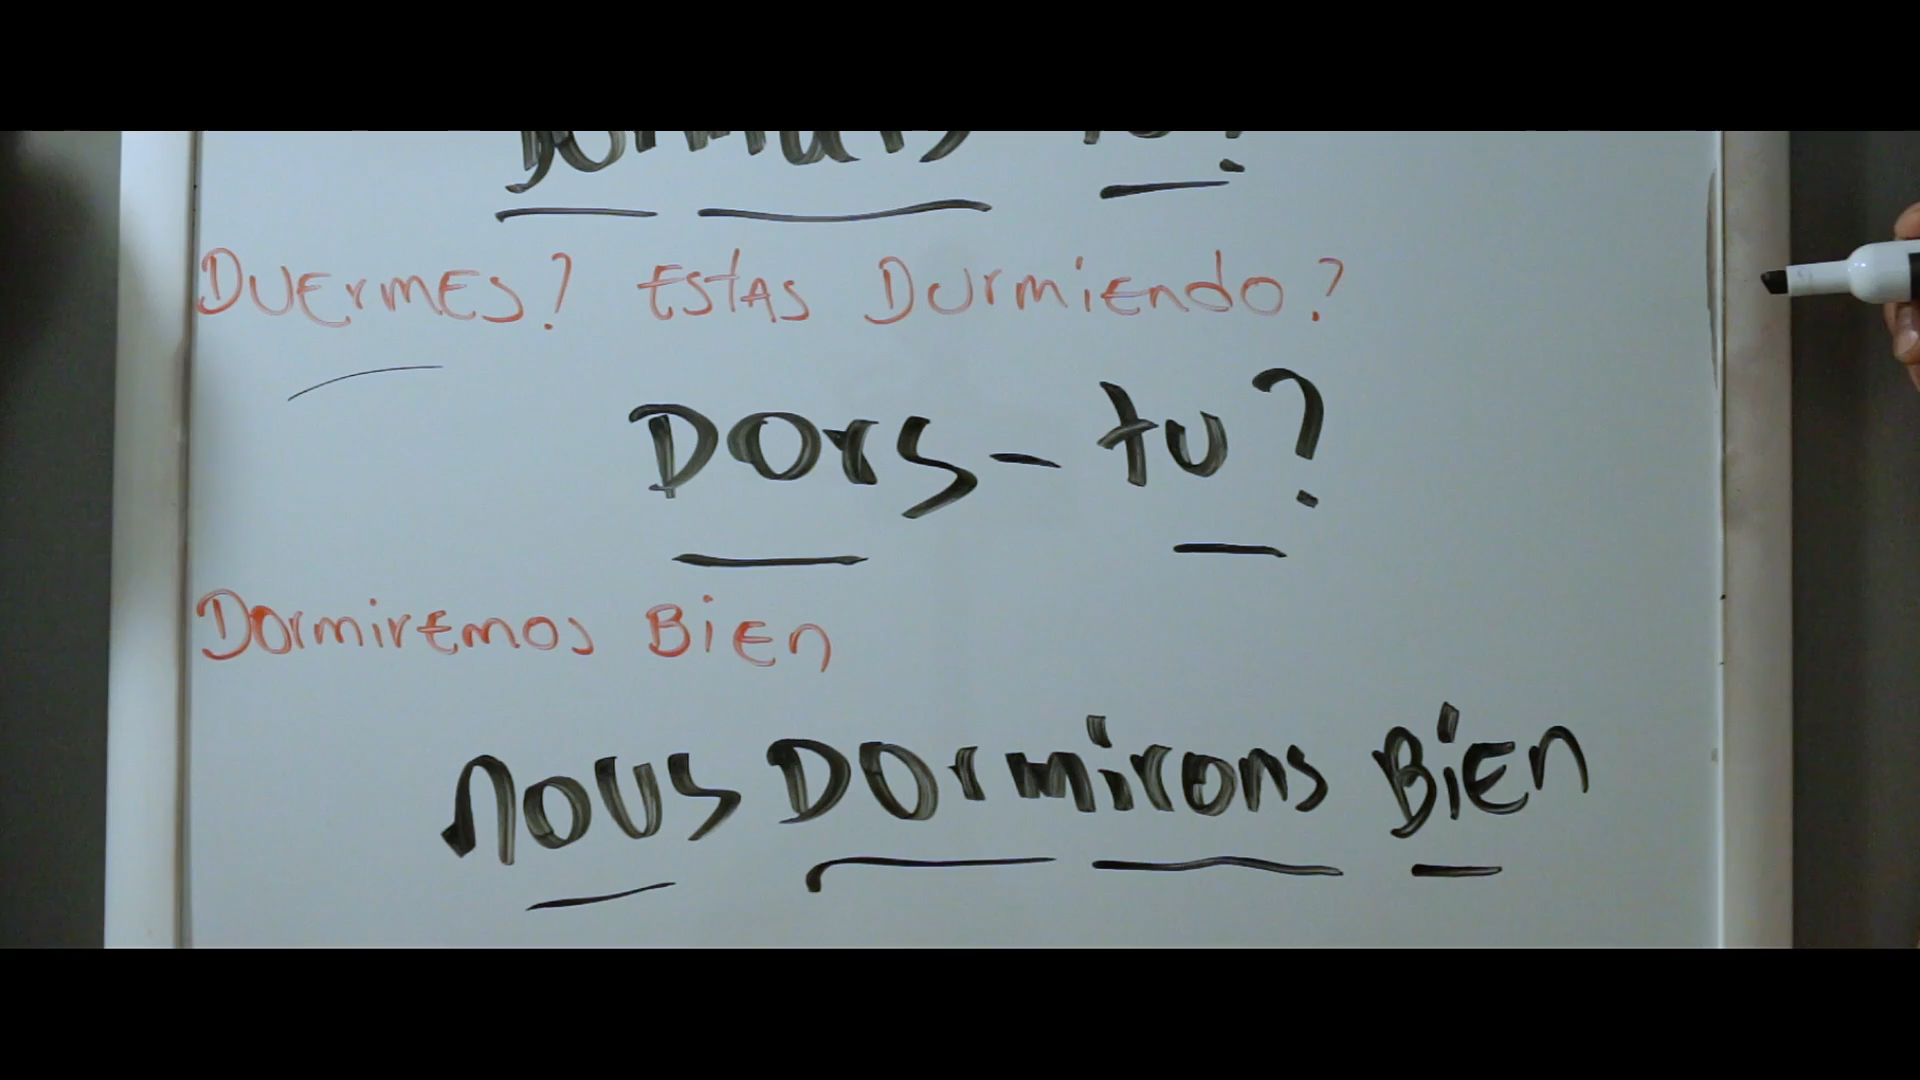 DUErmES? EstAS Durmiendo?
Dors-tu?
DormirEmos BiEn
nous Dormirons BiEn